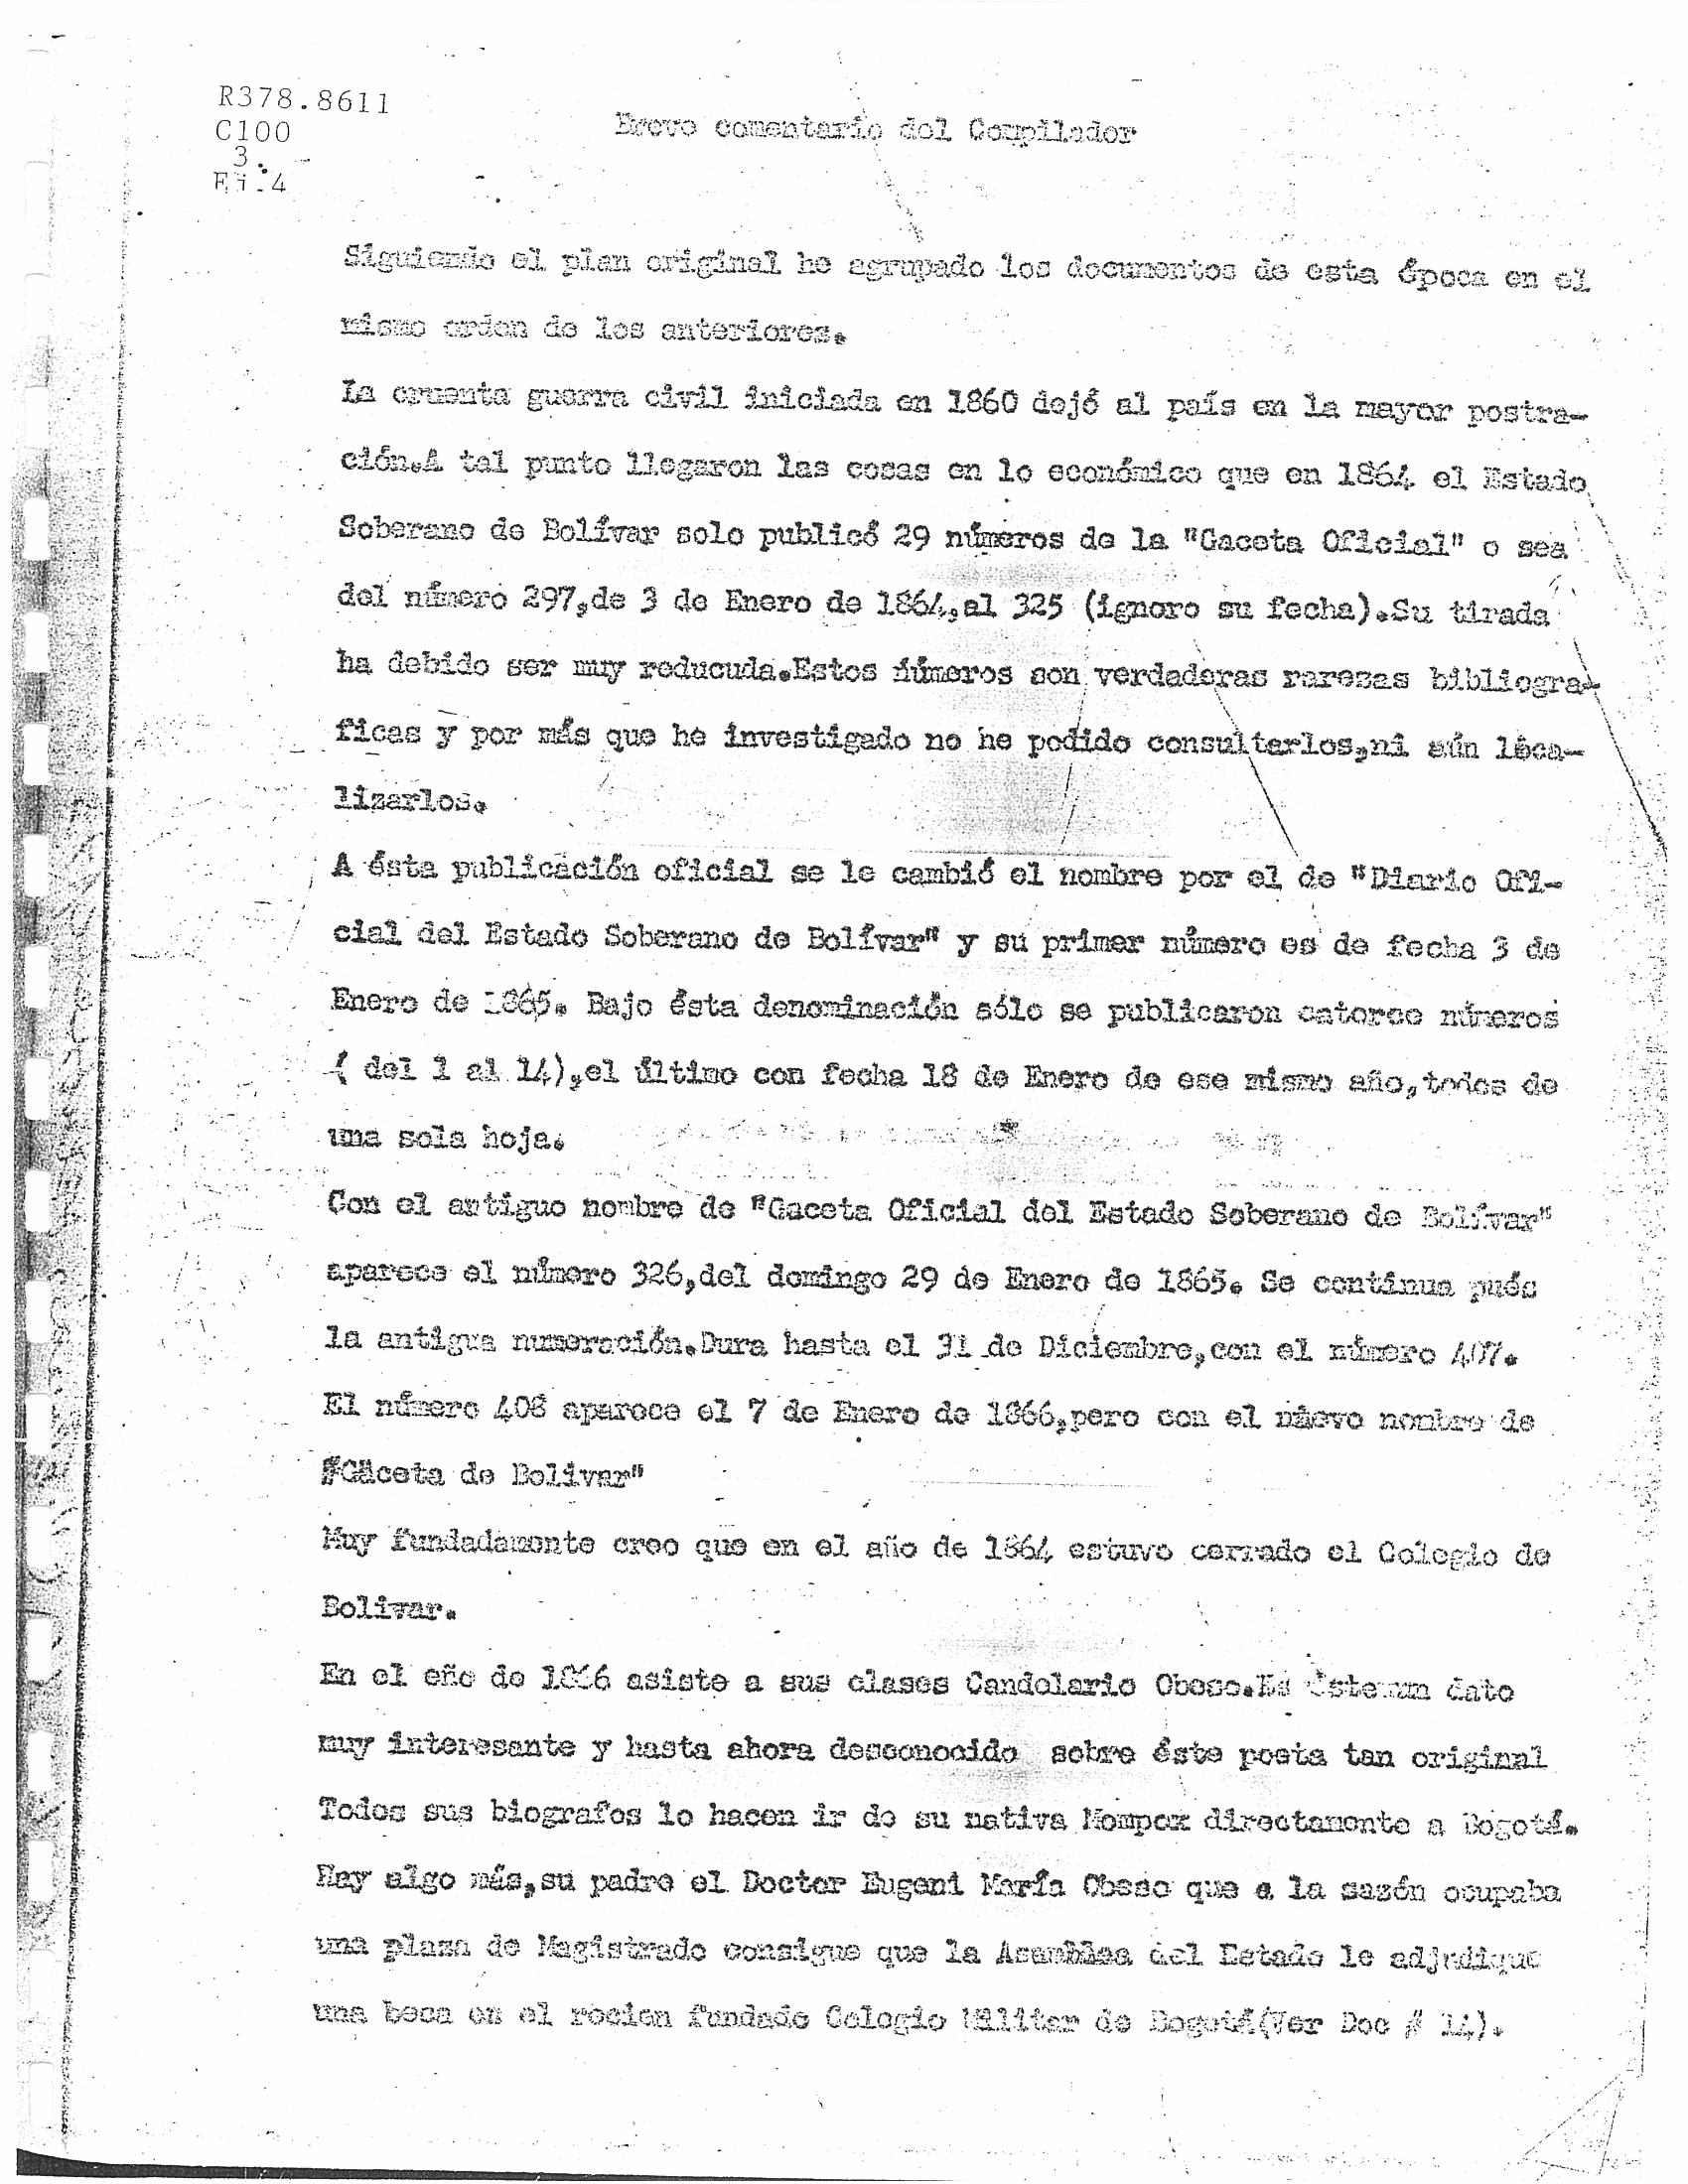 R378.8611
C100
3.
Ej.4
Breve comentario del Compilador
Siguiendo el plan original he agrupado los documentos de esta época en el
mismo orden de los anteriores.
La cruenta guerra civil iniciada en 1860 dejó al país en la mayor postra-
ción.A tal punto llegaron las cosas en lo económico que en 1864 el Estado
Soberano de Bolívar solo publicó 29 números de la "Gaceta Oficial" o sea
del número 297,de 3 de Enero de 1864,al 325 (ignoro su fecha).Su tirada
ha debido ser muy reducuda.Estos números son verdaderas rarezas bibliogra-
ficas y por más que he investigado no he podido consultarlos,ni aún loca-
lizarlos.
A ésta publicación oficial se le cambió el nombre por el de "Diario Ofi-
cial del Estado Soberano de Bolívar" y su primer número es de fecha 3 de
Enero de 1865. Bajo ésta denominación sólo se publicaron catorce números
( del 1 al 14),el último con fecha 18 de Enero de ese mismo año,todos de
una sola hoja.
Con el antiguo nombre de "Gaceta Oficial del Estado Soberano de Bolívar"
aparece el número 326,del domingo 29 de Enero de 1865. Se continua pués
la antigua numeración.Dura hasta el 31 de Diciembre,con el número 407.
El número 408 aparece el 7 de Enero de 1866,pero con el nuevo nombre de
"Gaceta de Bolivar"
Muy fundadamente creo que en el año de 1864 estuvo cerrado el Colegio de
Bolivar.
En el eño de 1866 asiste a sus clases Candelario Obeso.Es éste un dato
muy interesante y hasta ahora desconocido sobre éste poeta tan original
Todos sus biografos lo hacen ir de su nativa Mompox directamente a Bogotá.
Hay algo más,su padre el Doctor Eugeni María Obeso que a la sazón ocupaba
una plaza de Magistrado consigue que la Asamblea del Estado le adjudique
una beca en el recien fundado Colegio Militar de Bogotá(Ver Doc # 14).